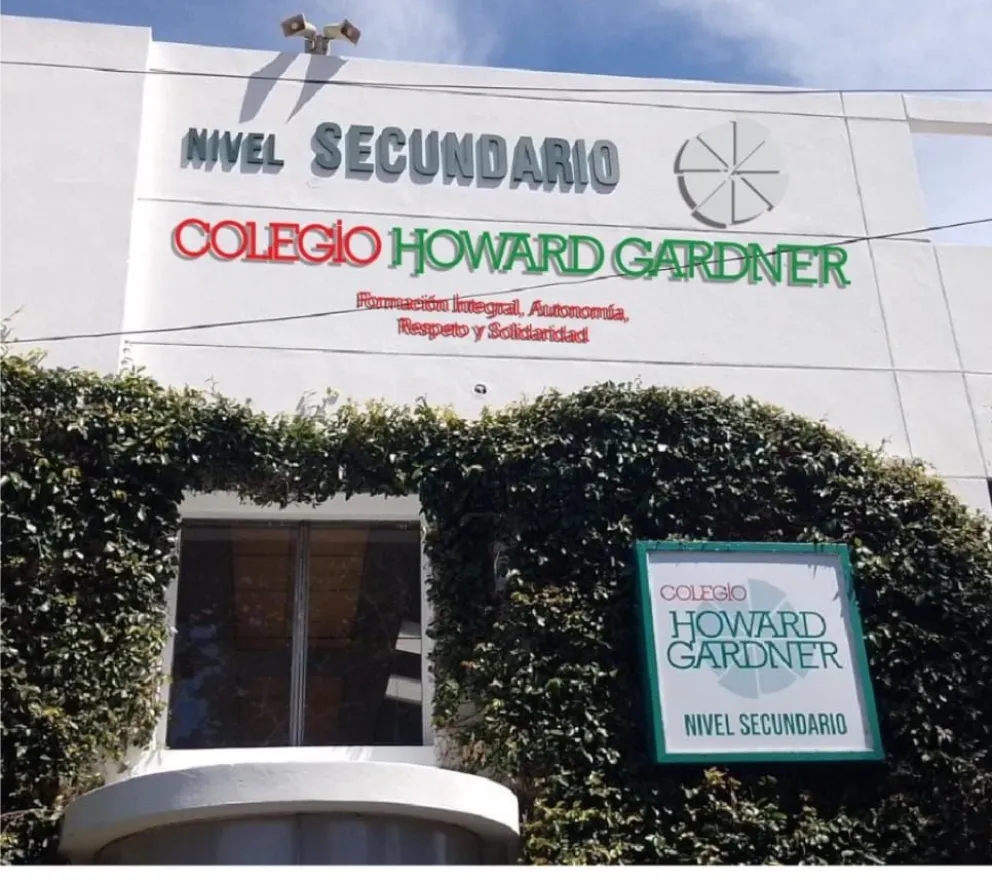 NIVEL SECUNDARIO
COLEGIO HOWARD GARDNER
Formación Integral, Autonomía,
Respeto y Solidaridad
COLEGIO
HOWARD
GARDNER
NIVEL SECUNDARIO